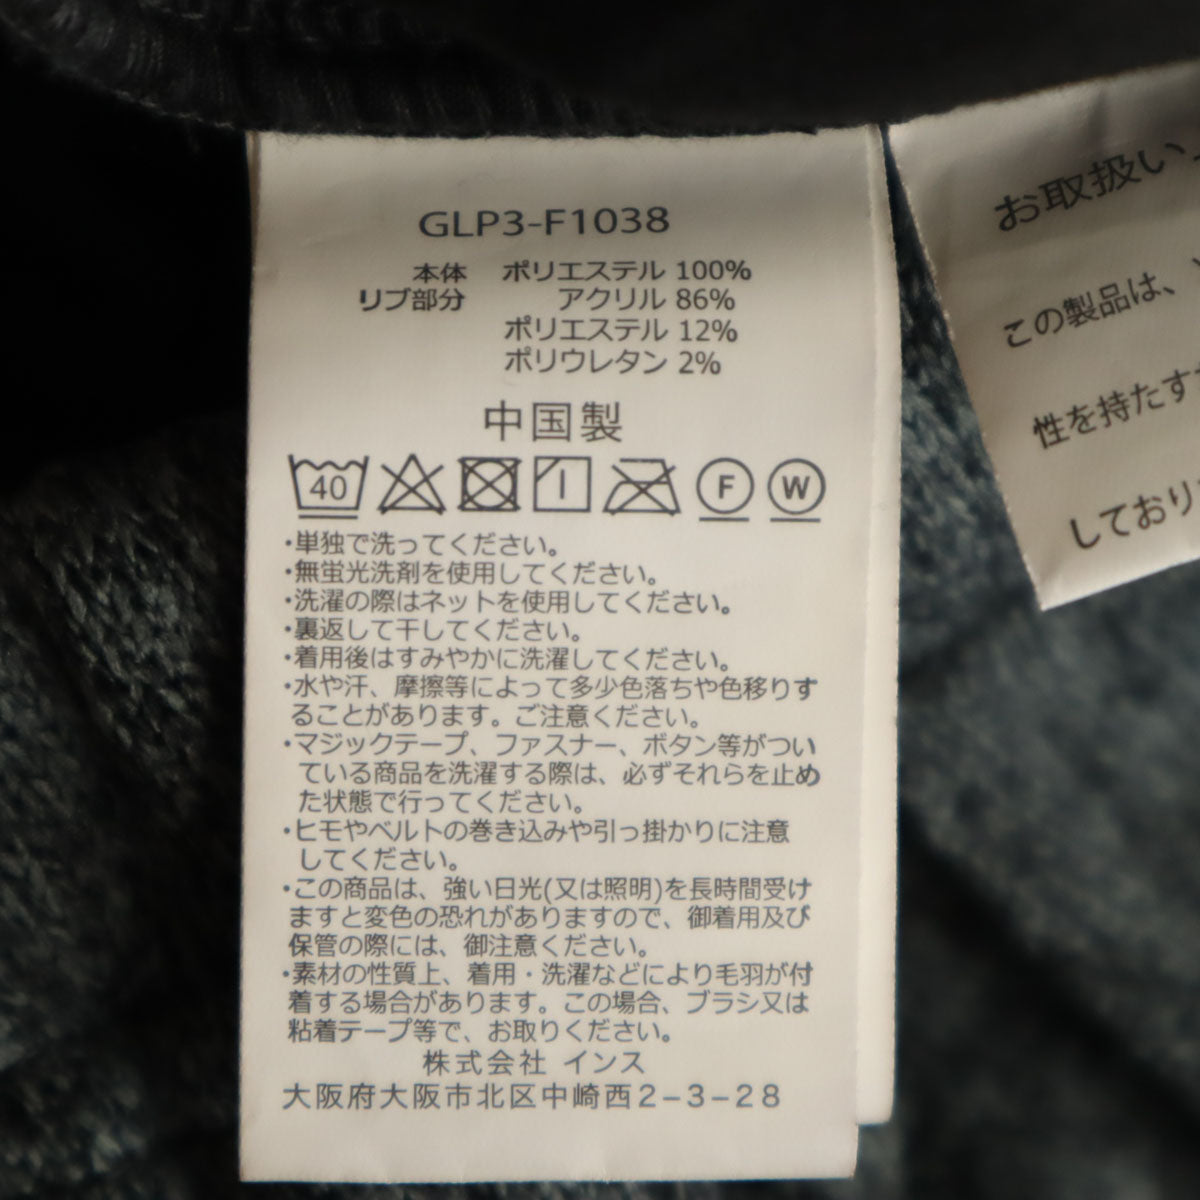 GLP3-F1038
本体 ポリエステル 100%
リブ部分 アクリル 86%
ポリエステル 12%
ポリウレタン 2%
中国製
40 F W
・単独で洗ってください。
・無蛍光洗剤を使用してください。
・洗濯の際はネットを使用してください。
・裏返して干してください。
・着用後はすみやかに洗濯してください。
・水や汗、摩擦等によって多少色落ちや色移りす
ることがあります。ご注意ください。
・マジックテープ、ファスナー、ボタン等がつい
ている商品を洗濯する際は、必ずそれらを止め
た状態で行ってください。
・ヒモやベルトの巻き込みや引っ掛かりに注意
してください。
・この商品は、強い日光(又は照明)を長時間受け
ますと変色の恐れがありますので、御着用及び
保管の際には、御注意ください。
・素材の性質上、着用・洗濯などにより毛羽が付
着する場合があります。この場合、ブラシ又は
粘着テープ等で、お取りください。
株式会社 インス
大阪府大阪市北区中崎西2-3-28
お取扱い
この製品は、
性を持たす
しており